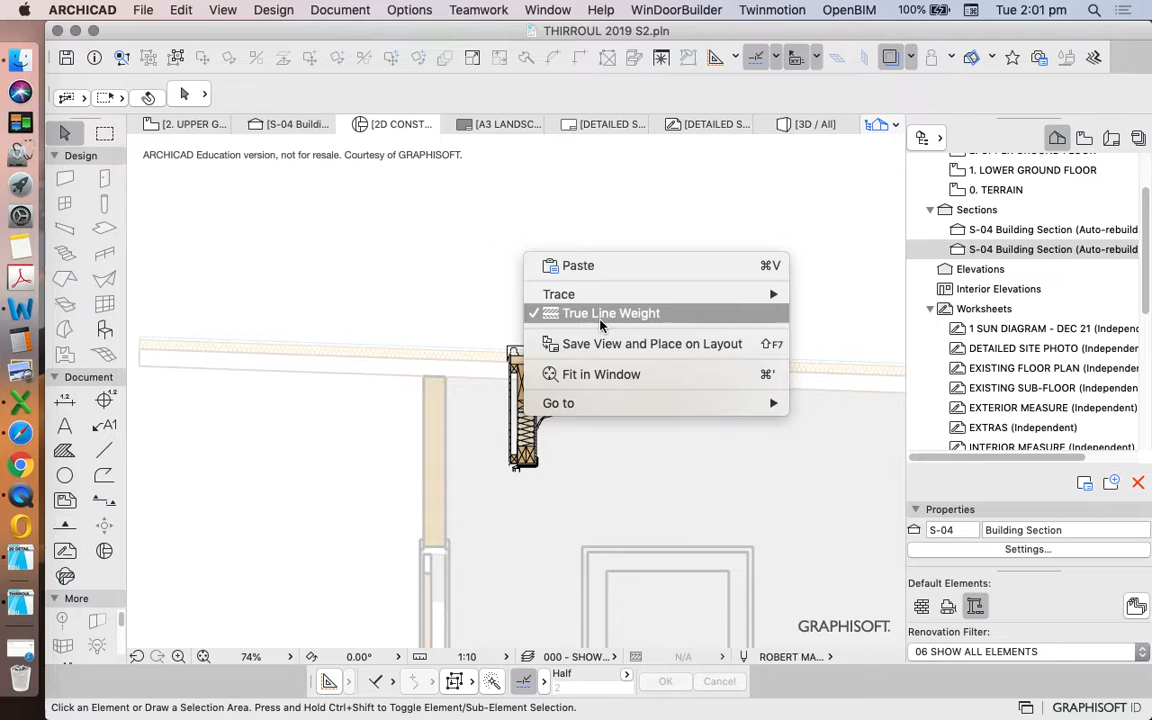 ARCHICAD File Edit View Design Document Options Teamwork Window Help WinDoorBuilder Twinmotion OpenBIM 100% Tue 2:01 pm
THIRROUL 2019 S2.pln
[2. UPPER G... [S-04 Buildi... [2D CONST... [A3 LANDSC... [DETAILED S... [DETAILED S... [3D / All]
Design
ARCHICAD Education version, not for resale. Courtesy of GRAPHISOFT.
1. LOWER GROUND FLOOR
0. TERRAIN
Sections
S-04 Building Section (Auto-rebuild
S-04 Building Section (Auto-rebuild
Elevations
Interior Elevations
Worksheets
1 SUN DIAGRAM - DEC 21 (Indepen
DETAILED SITE PHOTO (Independ
EXISTING FLOOR PLAN (Independ
EXISTING SUB-FLOOR (Independ
EXTERIOR MEASURE (Independent
EXTRAS (Independent)
INTERIOR MEASURE (Independent
Paste ⌘V
Trace
True Line Weight
Save View and Place on Layout ⇧F7
Fit in Window ⌘'
Go to
Document
A A1
More
Properties
S-04 Building Section
Settings...
Default Elements:
Renovation Filter:
06 SHOW ALL ELEMENTS
GRAPHISOFT.
74% 0.00° 1:10 000 - SHOW... N/A ROBERT MA...
Half
2
OK Cancel
Click an Element or Draw a Selection Area. Press and Hold Ctrl+Shift to Toggle Element/Sub-Element Selection.
GRAPHISOFT ID